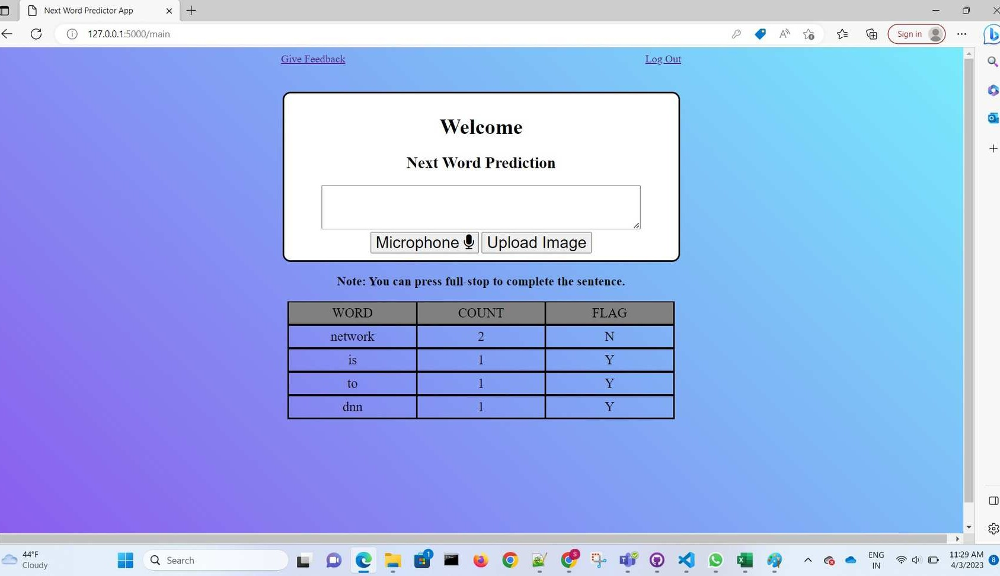 Next Word Predictor App
127.0.0.1:5000/main
Sign in
Give Feedback
Log Out
Welcome
Next Word Prediction
Microphone Upload Image
Note: You can press full-stop to complete the sentence.
WORD COUNT FLAG
network 2 N
is 1 Y
to 1 Y
dnn 1 Y
44°F
Cloudy
Search
1
S
ENG
IN
11:29 AM
4/3/2023
8